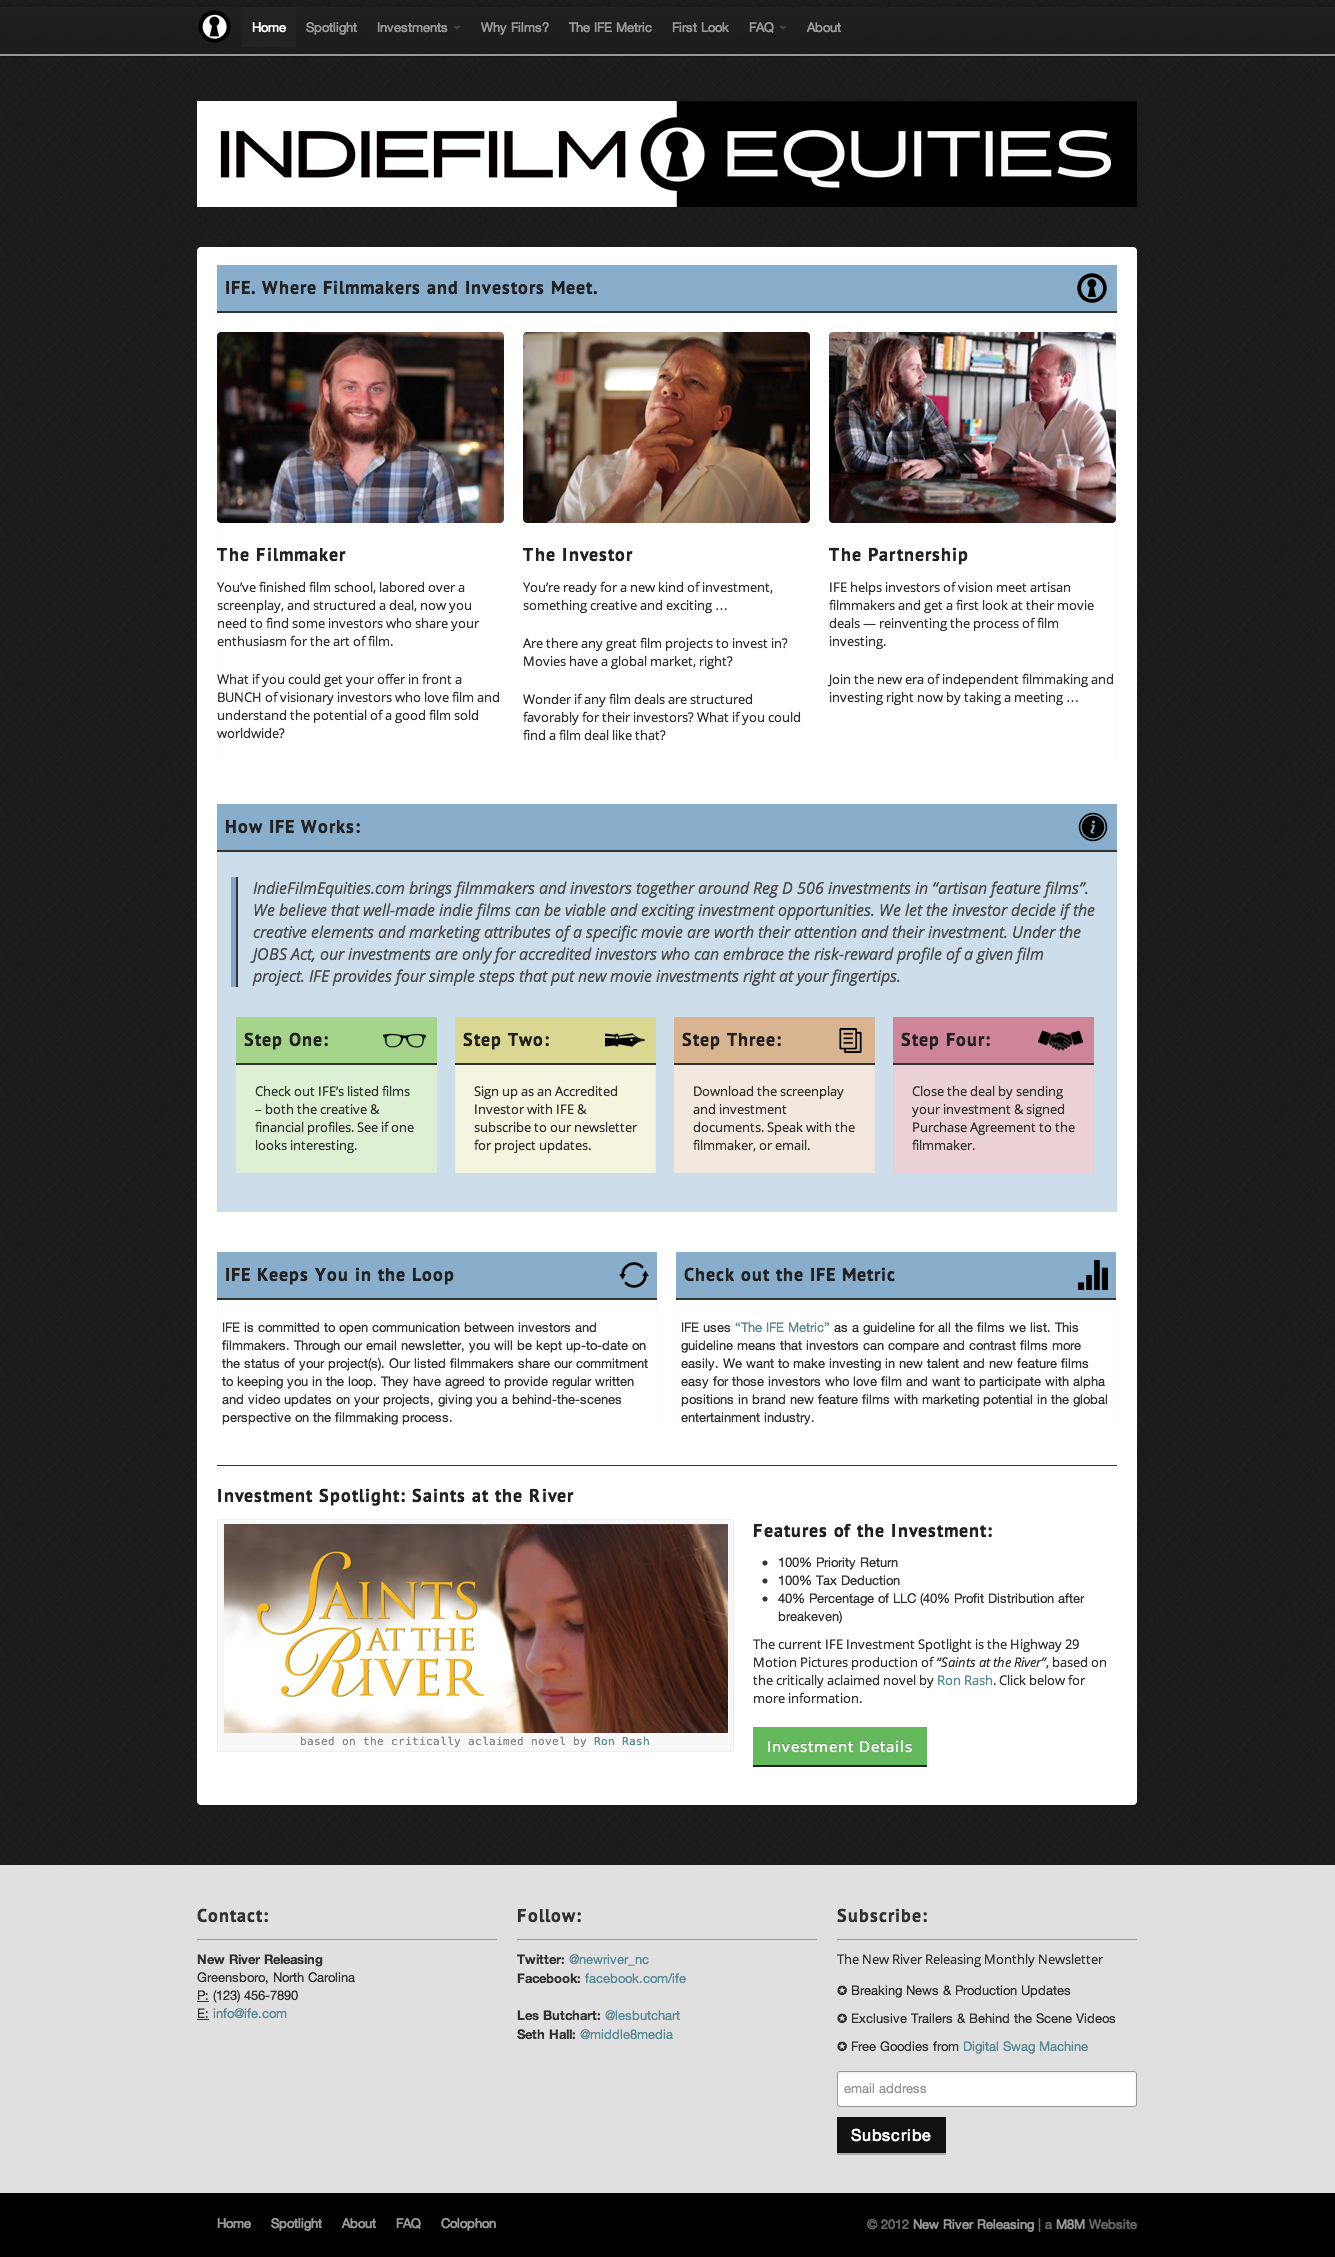 Home Spotlight Investments Why Films? The IFE Metric First Look FAQ About
INDIEFILM EQUITIES
IFE. Where Filmmakers and Investors Meet.
The Filmmaker
You’ve finished film school, labored over a
screenplay, and structured a deal, now you
need to find some investors who share your
enthusiasm for the art of film.
What if you could get your offer in front a
BUNCH of visionary investors who love film and
understand the potential of a good film sold
worldwide?
The Investor
You’re ready for a new kind of investment,
something creative and exciting …
Are there any great film projects to invest in?
Movies have a global market, right?
Wonder if any film deals are structured
favorably for their investors? What if you could
find a film deal like that?
The Partnership
IFE helps investors of vision meet artisan
filmmakers and get a first look at their movie
deals — reinventing the process of film
investing.
Join the new era of independent filmmaking and
investing right now by taking a meeting …
How IFE Works:
i
IndieFilmEquities.com brings filmmakers and investors together around Reg D 506 investments in “artisan feature films”.
We believe that well-made indie films can be viable and exciting investment opportunities. We let the investor decide if the
creative elements and marketing attributes of a specific movie are worth their attention and their investment. Under the
JOBS Act, our investments are only for accredited investors who can embrace the risk-reward profile of a given film
project. IFE provides four simple steps that put new movie investments right at your fingertips.
Step One:
Check out IFE’s listed films
– both the creative &
financial profiles. See if one
looks interesting.
Step Two:
Sign up as an Accredited
Investor with IFE &
subscribe to our newsletter
for project updates.
Step Three:
Download the screenplay
and investment
documents. Speak with the
filmmaker, or email.
Step Four:
Close the deal by sending
your investment & signed
Purchase Agreement to the
filmmaker.
IFE Keeps You in the Loop
IFE is committed to open communication between investors and
filmmakers. Through our email newsletter, you will be kept up-to-date on
the status of your project(s). Our listed filmmakers share our commitment
to keeping you in the loop. They have agreed to provide regular written
and video updates on your projects, giving you a behind-the-scenes
perspective on the filmmaking process.
Check out the IFE Metric
IFE uses “The IFE Metric” as a guideline for all the films we list. This
guideline means that investors can compare and contrast films more
easily. We want to make investing in new talent and new feature films
easy for those investors who love film and want to participate with alpha
positions in brand new feature films with marketing potential in the global
entertainment industry.
Investment Spotlight: Saints at the River
SAINTS
AT THE
RIVER
based on the critically aclaimed novel by Ron Rash
Features of the Investment:
• 100% Priority Return
• 100% Tax Deduction
• 40% Percentage of LLC (40% Profit Distribution after
breakeven)
The current IFE Investment Spotlight is the Highway 29
Motion Pictures production of “Saints at the River”, based on
the critically aclaimed novel by Ron Rash. Click below for
more information.
Investment Details
Contact:
New River Releasing
Greensboro, North Carolina
P: (123) 456-7890
E: info@ife.com
Follow:
Twitter: @newriver_nc
Facebook: facebook.com/ife
Les Butchart: @lesbutchart
Seth Hall: @middle8media
Subscribe:
The New River Releasing Monthly Newsletter
✪ Breaking News & Production Updates
✪ Exclusive Trailers & Behind the Scene Videos
✪ Free Goodies from Digital Swag Machine
email address
Subscribe
Home Spotlight About FAQ Colophon
© 2012 New River Releasing | a M8M Website